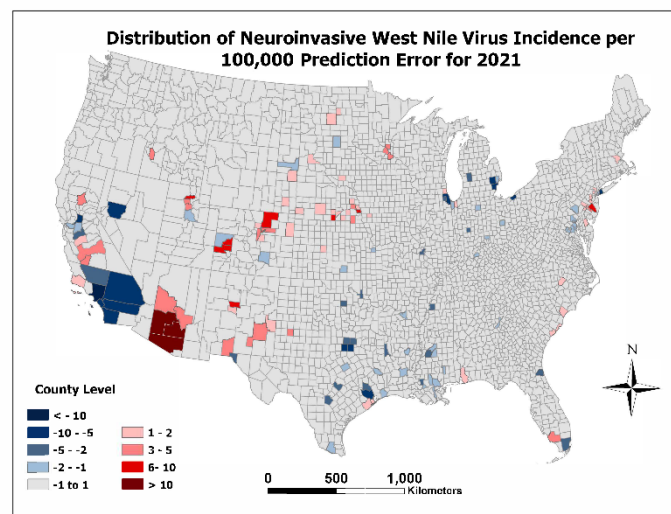 Distribution of Neuroinvasive West Nile Virus Incidence per
100,000 Prediction Error for 2021
N
County Level
< - 10
-10 - -5
-5 - -2
-2 - -1
-1 to 1
1 - 2
3 - 5
6- 10
> 10
0 500 1,000
Kilometers